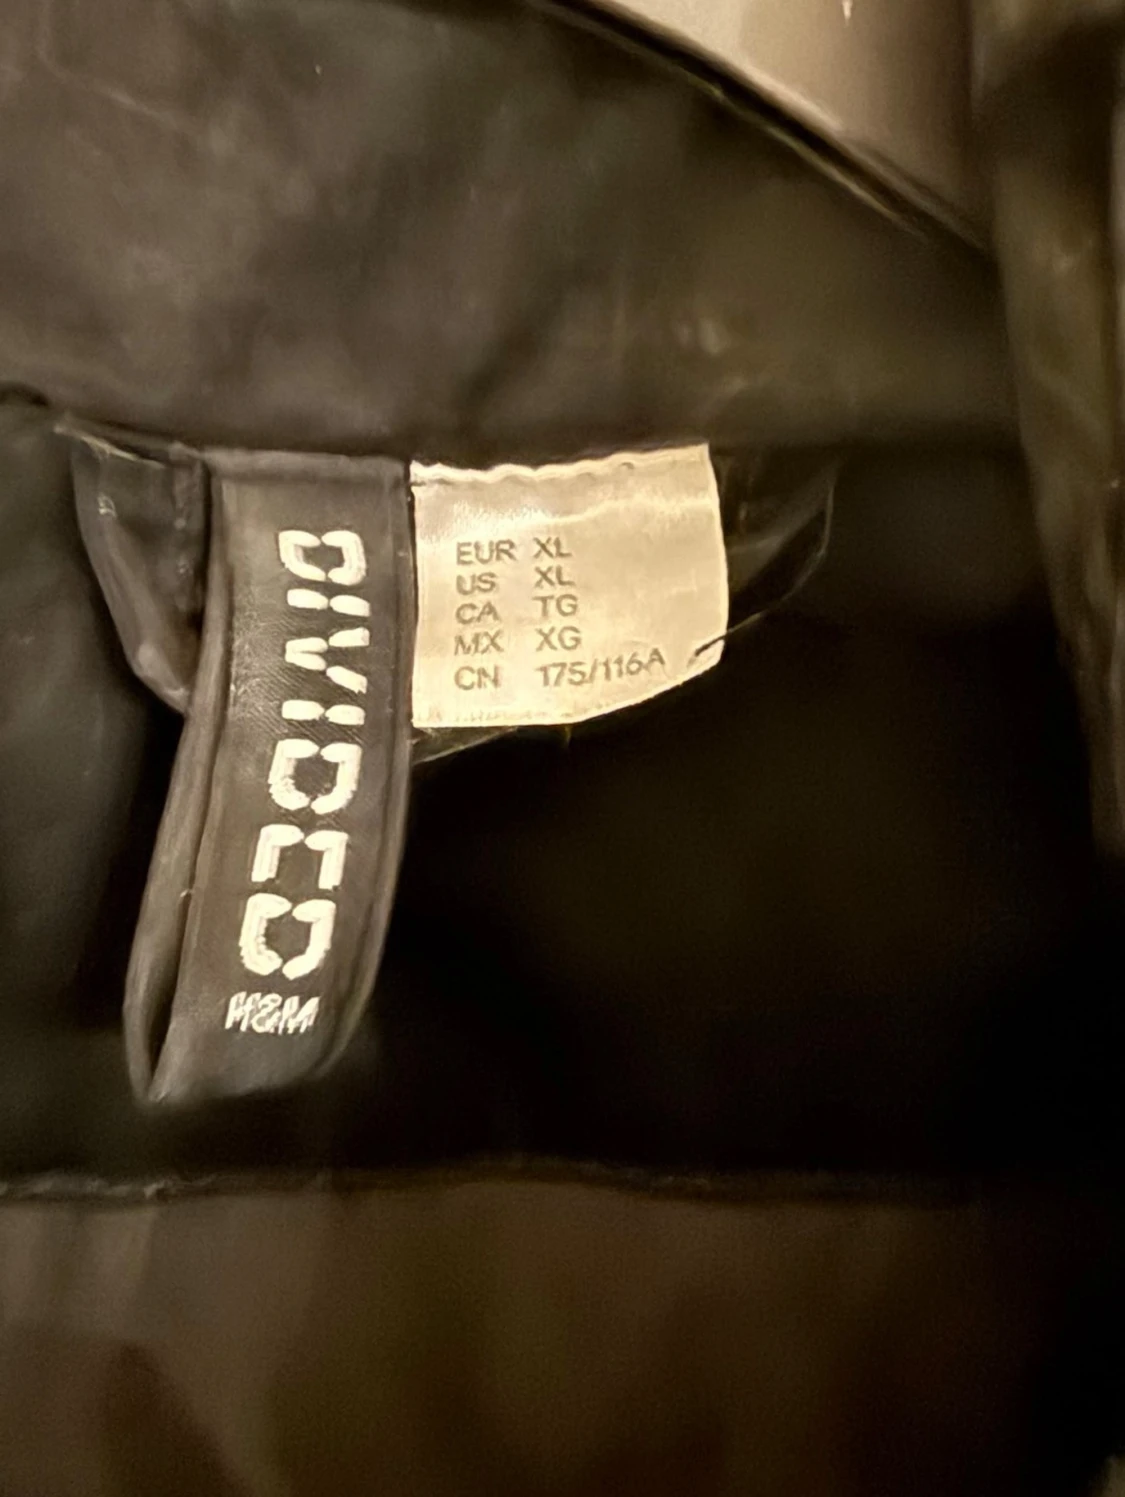 DIVIDED
H&M
EUR XL
US XL
CA TG
MX XG
CN 175/116A